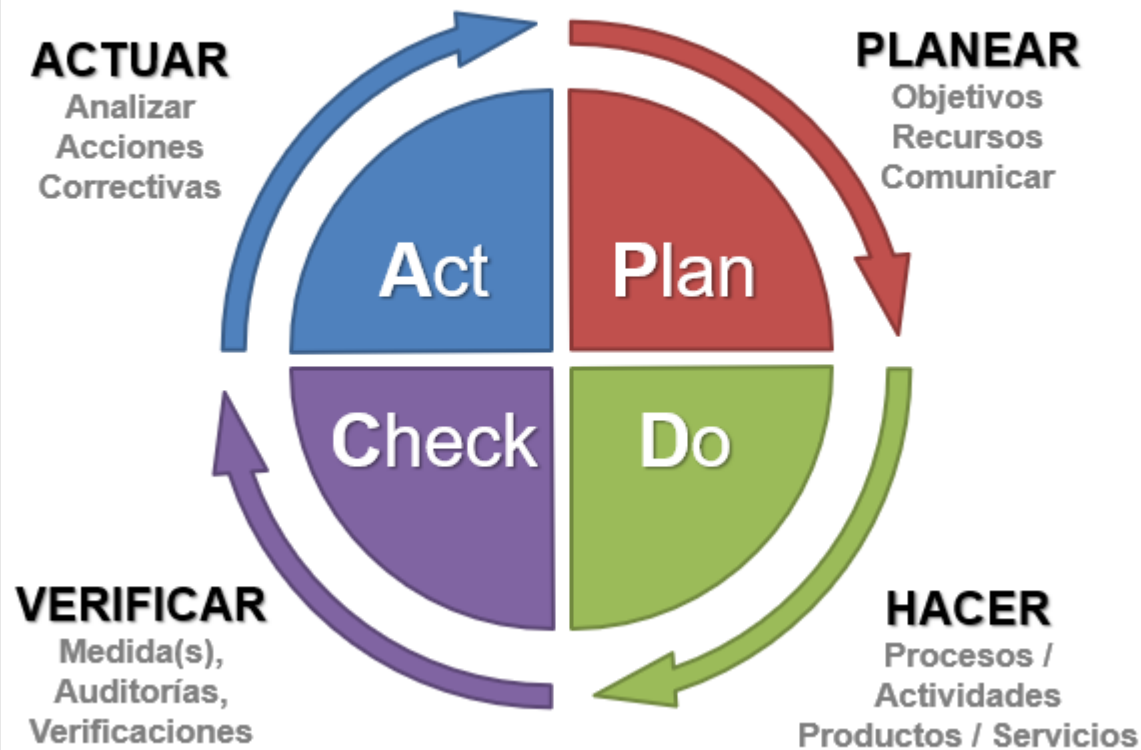 ACTUAR
Analizar
Acciones
Correctivas
PLANEAR
Objetivos
Recursos
Comunicar
Act
Plan
Check
Do
VERIFICAR
Medida(s),
Auditorías,
Verificaciones
HACER
Procesos /
Actividades
Productos / Servicios